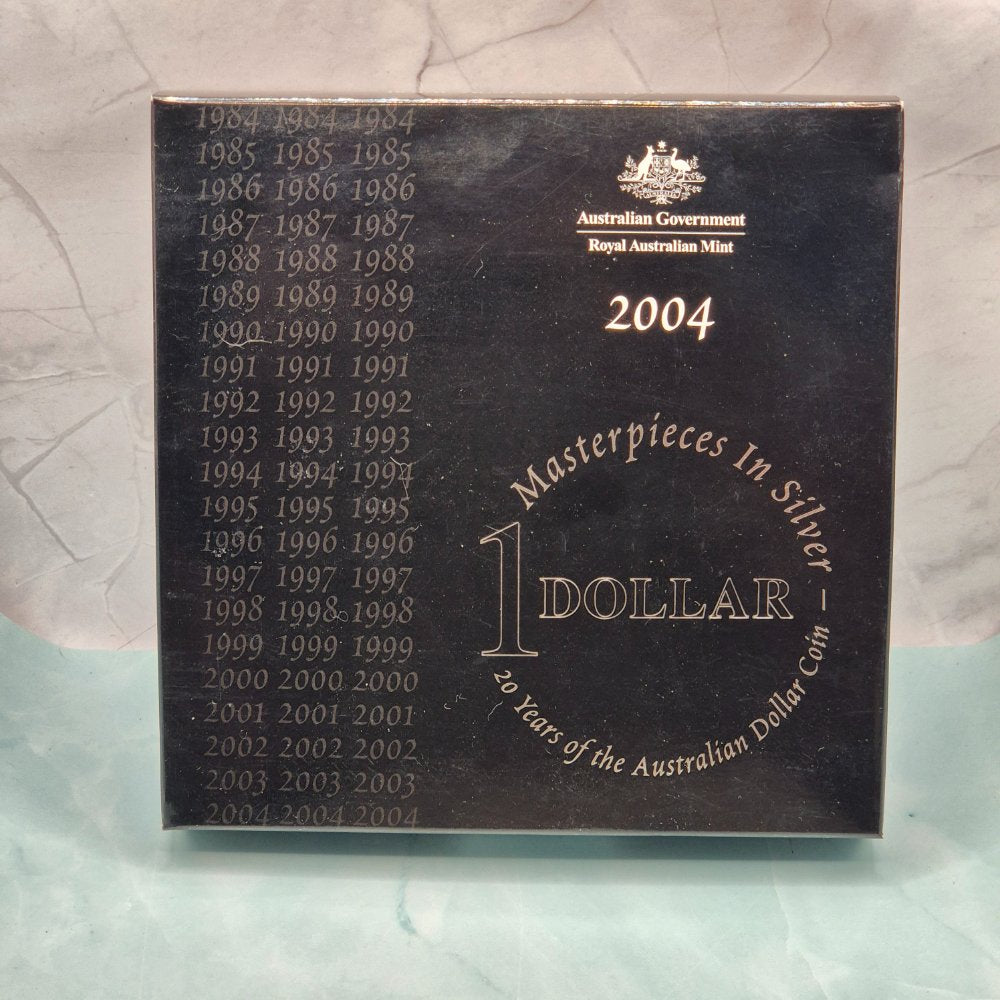 1984 1984 1984
1985 1985 1985
1986 1986 1986
1987 1987 1987
1988 1988 1988
1989 1989 1989
1990 1990 1990
1991 1991 1991
1992 1992 1992
1993 1993 1993
1994 1994 1994
1995 1995 1995
1996 1996 1996
1997 1997 1997
1998 1998 1998
1999 1999 1999
2000 2000 2000
2001 2001 2001
2002 2002 2002
2003 2003 2003
2004 2004 2004
Australian Government
Royal Australian Mint
2004
Masterpieces In Silver –
1 DOLLAR
20 Years of the Australian Dollar Coin